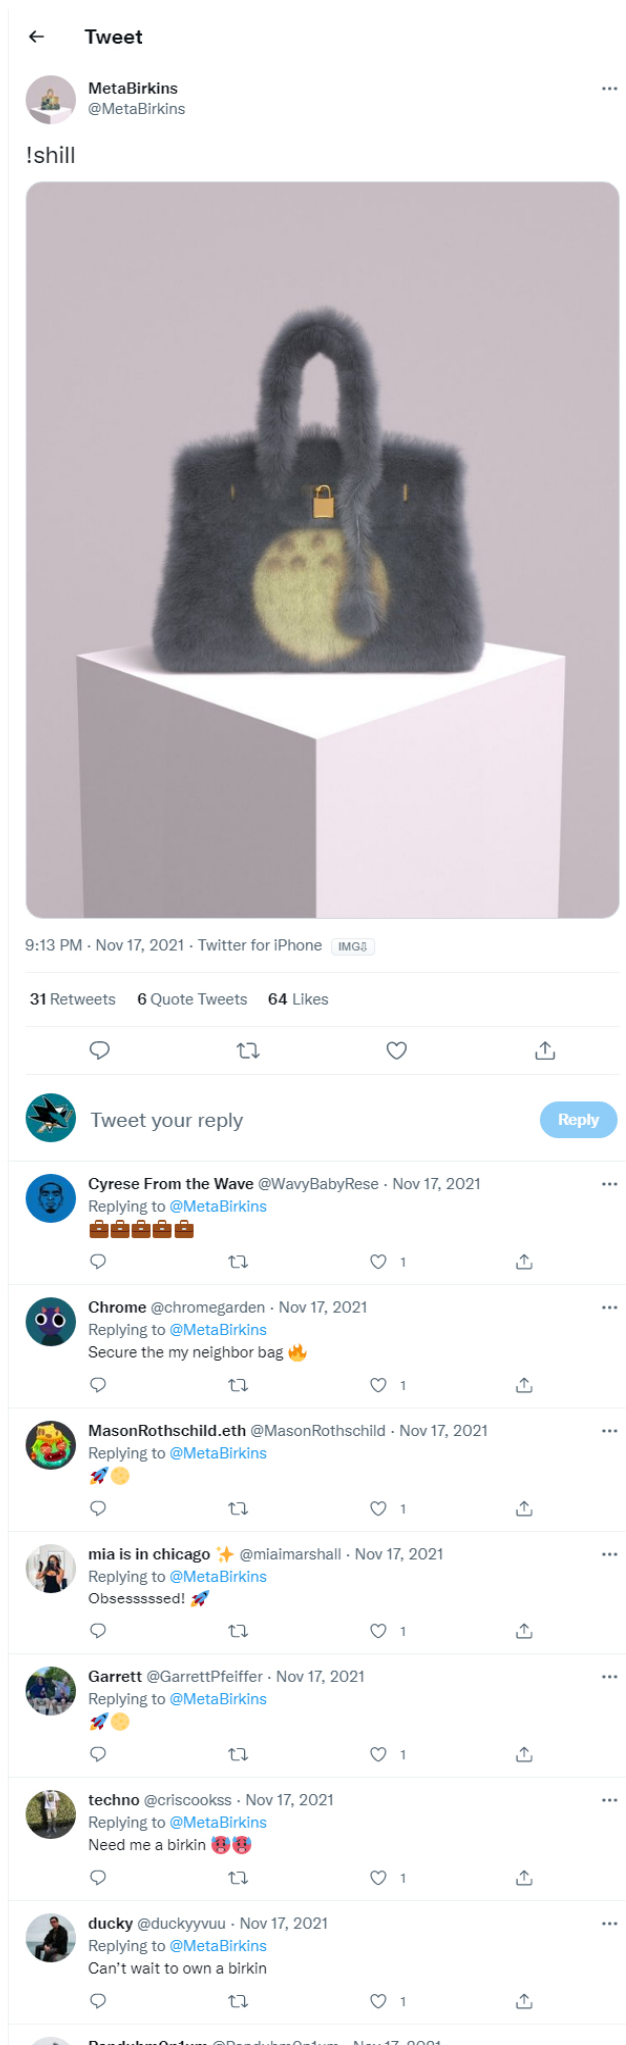 Tweet
MetaBirkins
@MetaBirkins
!shill
9:13 PM · Nov 17, 2021 · Twitter for iPhone IMG⇩
31 Retweets 6 Quote Tweets 64 Likes
Tweet your reply Reply
Cyrese From the Wave @WavyBabyRese · Nov 17, 2021
Replying to @MetaBirkins
💼💼💼💼💼
1
Chrome @chromegarden · Nov 17, 2021
Replying to @MetaBirkins
Secure the my neighbor bag 🔥
1
MasonRothschild.eth @MasonRothschild · Nov 17, 2021
Replying to @MetaBirkins
🚀🌕
1
mia is in chicago ✨ @miaimarshall · Nov 17, 2021
Replying to @MetaBirkins
Obsesssssed! 🚀
1
Garrett @GarrettPfeiffer · Nov 17, 2021
Replying to @MetaBirkins
🚀🌕
1
techno @criscookss · Nov 17, 2021
Replying to @MetaBirkins
Need me a birkin 🥵🥵
1
ducky @duckyyvuu · Nov 17, 2021
Replying to @MetaBirkins
Can't wait to own a birkin
1
Nov 17, 2021